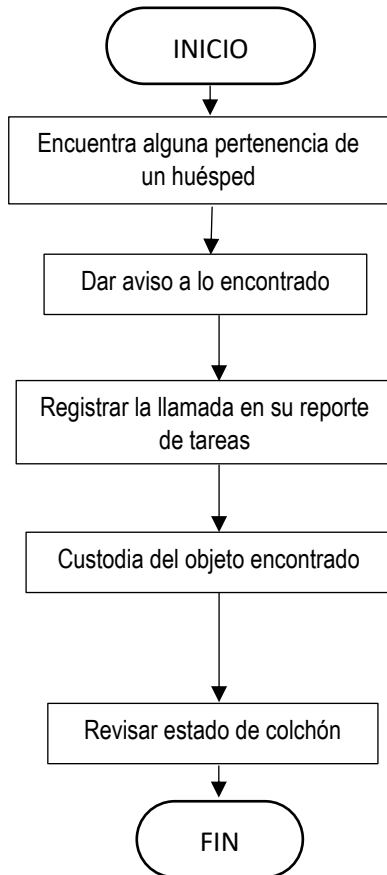 INICIO
Encuentra alguna pertenencia de
un huésped
Dar aviso a lo encontrado
Registrar la llamada en su reporte
de tareas
Custodia del objeto encontrado
Revisar estado de colchón
FIN